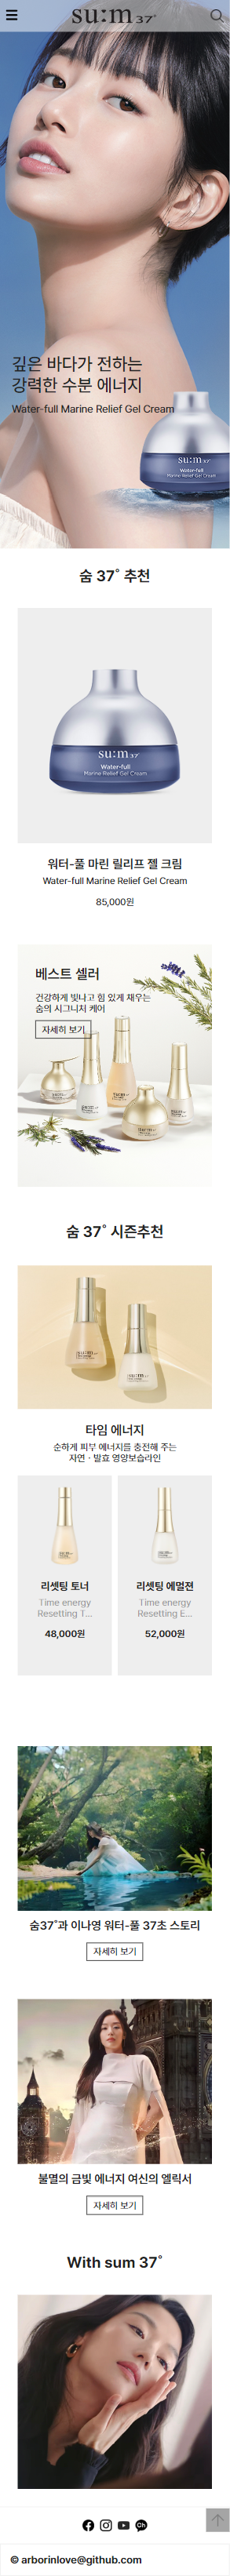 su:m 37°
깊은 바다가 전하는
강력한 수분 에너지
Water-full Marine Relief Gel Cream
su:m 37°
Water-full
Marine Relief Gel Cream
숨 37˚ 추천
su:m 37°
Water-full
Marine Relief Gel Cream
워터-풀 마린 릴리프 젤 크림
Water-full Marine Relief Gel Cream
85,000원
베스트 셀러
건강하게 빛나고 힘 있게 채우는
숨의 시그니처 케어
자세히 보기
숨 37˚ 시즌추천
타임 에너지
순하게 피부 에너지를 충전해 주는
자연 · 발효 영양보습라인
리셋팅 토너
Time energy
Resetting T...
48,000원
리셋팅 에멀젼
Time energy
Resetting E...
52,000원
숨37˚과 이나영 워터-풀 37초 스토리
자세히 보기
불멸의 금빛 에너지 여신의 엘릭서
자세히 보기
With sum 37˚
Ch
© arborinlove@github.com